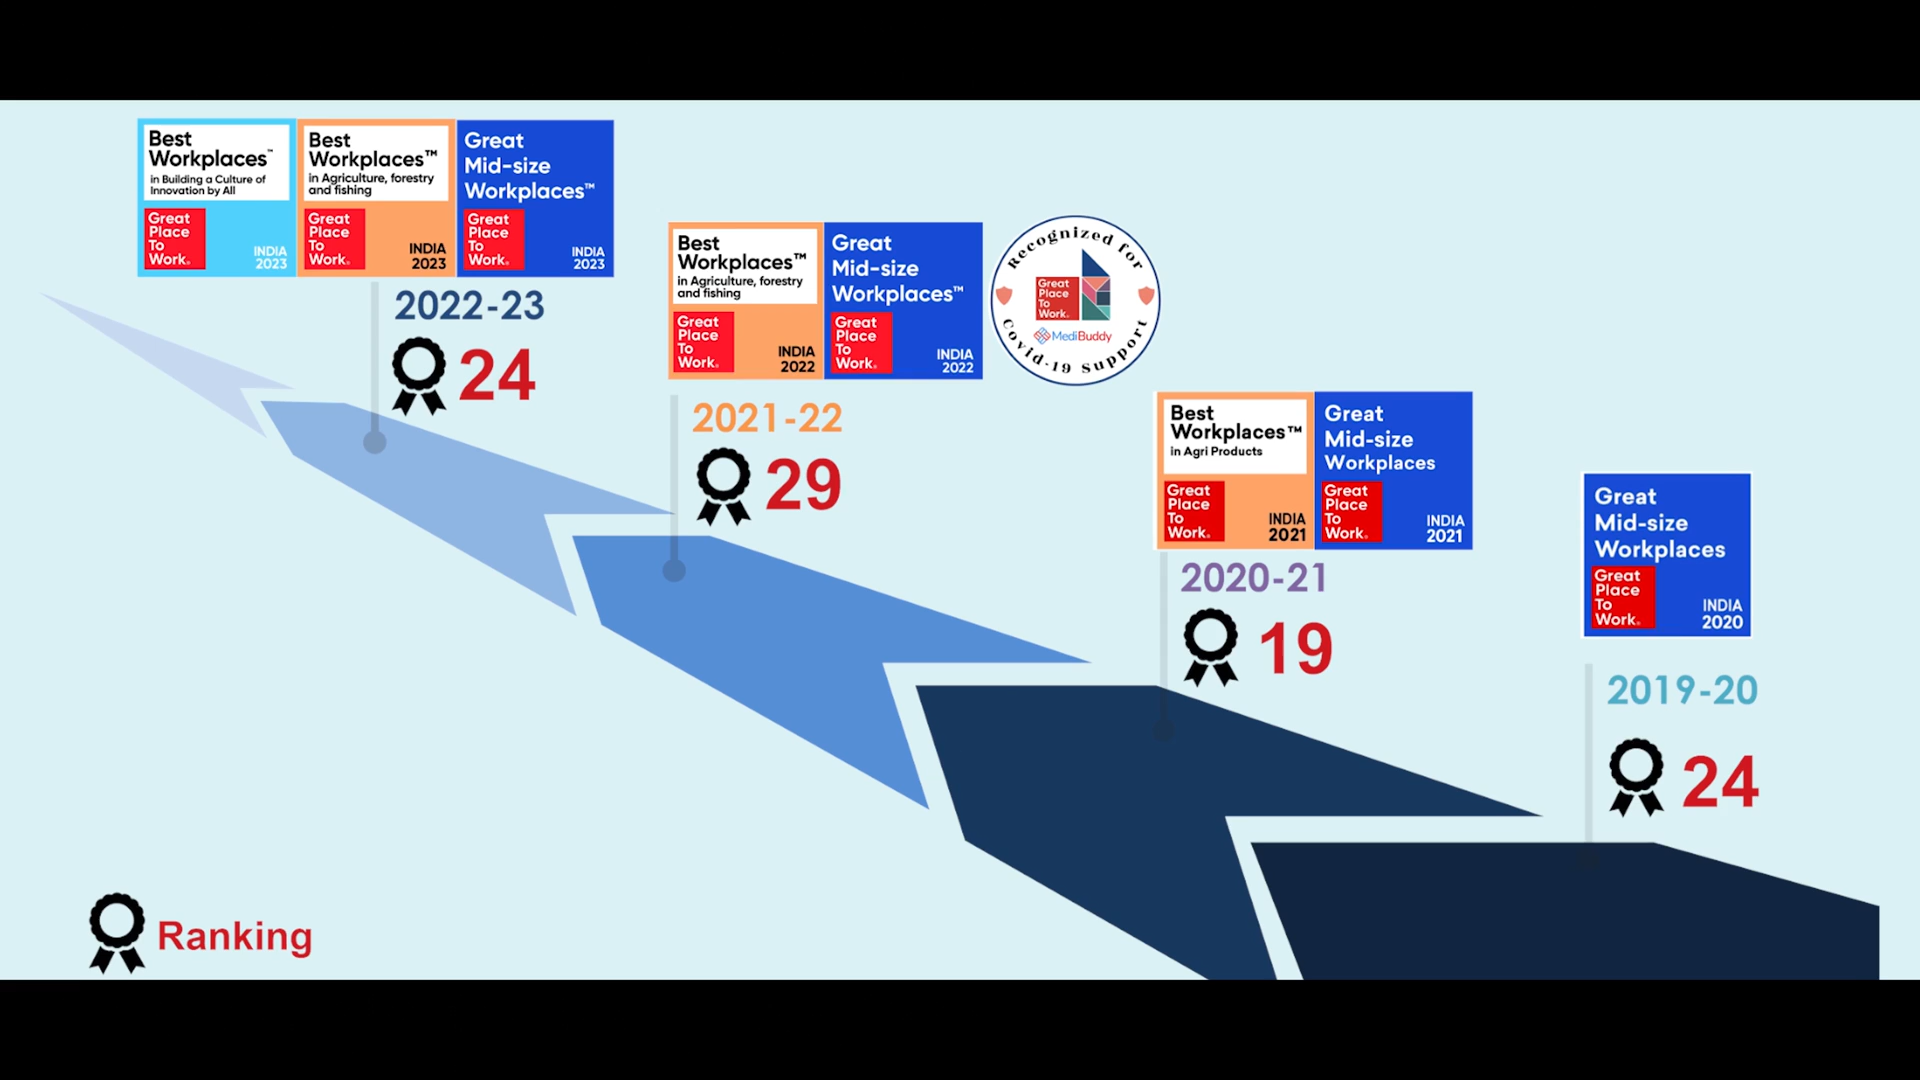 Best
Workplaces™
in Building a Culture of
Innovation by All
Great
Place
To
Work.
INDIA
2023
Best
Workplaces™
in Agriculture, forestry
and fishing
Great
Place
To
Work.
INDIA
2023
Great
Mid-size
Workplaces™
Great
Place
To
Work.
INDIA
2023
2022-23
24
Best
Workplaces™
in Agriculture, forestry
and fishing
Great
Place
To
Work.
INDIA
2022
Great
Mid-size
Workplaces™
Great
Place
To
Work.
INDIA
2022
Recognized for
Great
Place
To
Work.
MediBuddy
Covid-19 Support
2021-22
29
Best
Workplaces™
in Agri Products
Great
Place
To
Work.
INDIA
2021
Great
Mid-size
Workplaces
Great
Place
To
Work.
INDIA
2021
2020-21
19
Great
Mid-size
Workplaces
Great
Place
To
Work.
INDIA
2020
2019-20
24
Ranking